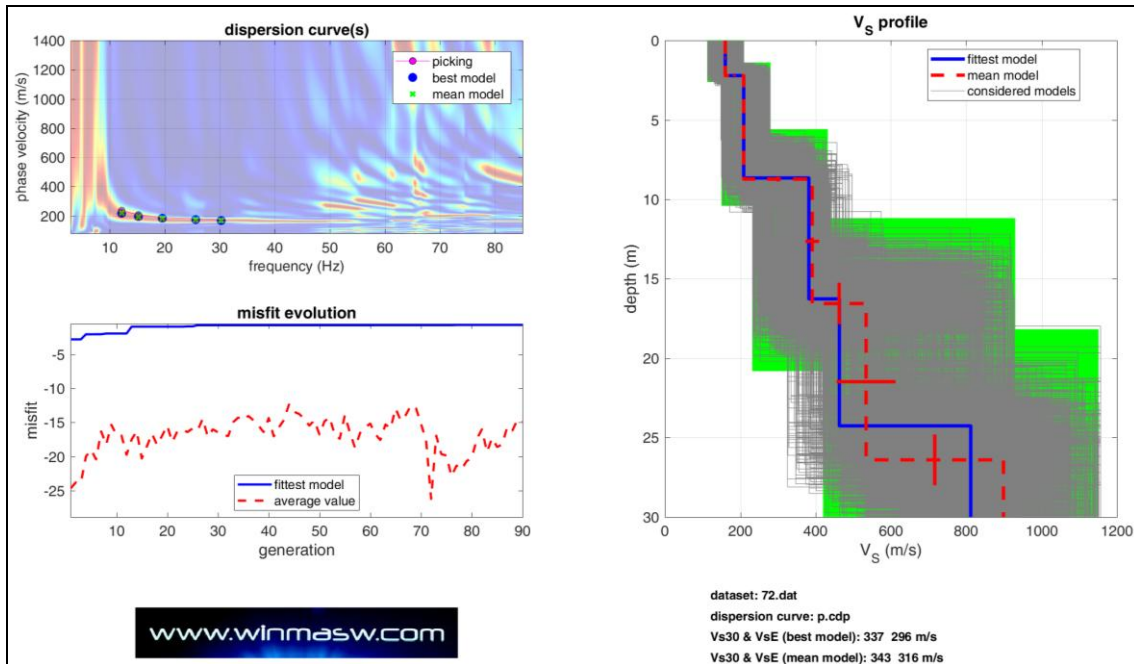 dispersion curve(s)
1400
1200
1000
800
600
400
200
phase velocity (m/s)
picking
best model
mean model
10 20 30 40 50 60 70 80
frequency (Hz)
misfit evolution
-5
-10
-15
-20
-25
misfit
fittest model
average value
10 20 30 40 50 60 70 80 90
generation
www.winmasw.com
VS profile
0
5
10
15
20
25
30
depth (m)
fittest model
mean model
considered models
0 200 400 600 800 1000 1200
VS (m/s)
dataset: 72.dat
dispersion curve: p.cdp
Vs30 & VsE (best model): 337 296 m/s
Vs30 & VsE (mean model): 343 316 m/s